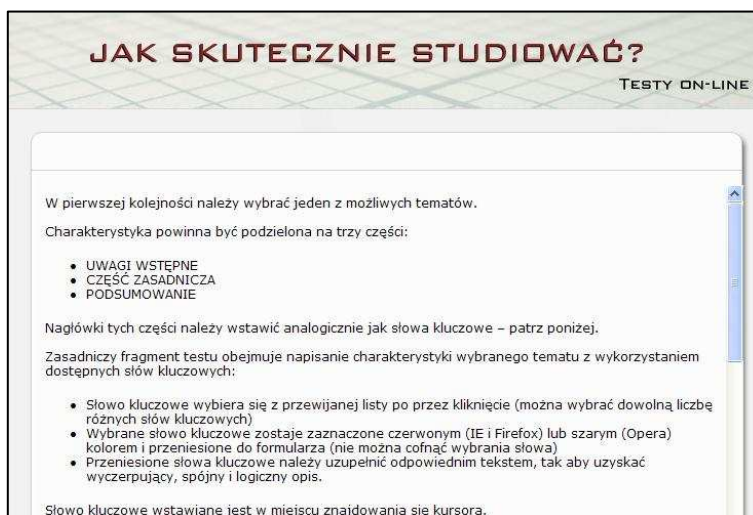 JAK SKUTECZNIE STUDIOWAĆ?
TESTY ON-LINE
W pierwszej kolejności należy wybrać jeden z możliwych tematów.
Charakterystyka powinna być podzielona na trzy części:
• UWAGI WSTĘPNE
• CZĘŚĆ ZASADNICZA
• PODSUMOWANIE
Nagłówki tych części należy wstawić analogicznie jak słowa kluczowe – patrz poniżej.
Zasadniczy fragment testu obejmuje napisanie charakterystyki wybranego tematu z wykorzystaniem
dostępnych słów kluczowych:
• Słowo kluczowe wybiera się z przewijanej listy po przez kliknięcie (można wybrać dowolną liczbę
różnych słów kluczowych)
• Wybrane słowo kluczowe zostaje zaznaczone czerwonym (IE i Firefox) lub szarym (Opera)
kolorem i przeniesione do formularza (nie można cofnąć wybrania słowa)
• Przeniesione słowa kluczowe należy uzupełnić odpowiednim tekstem, tak aby uzyskać
wyczerpujący, spójny i logiczny opis.
Słowo kluczowe wstawiane jest w miejscu znajdowania się kursora.